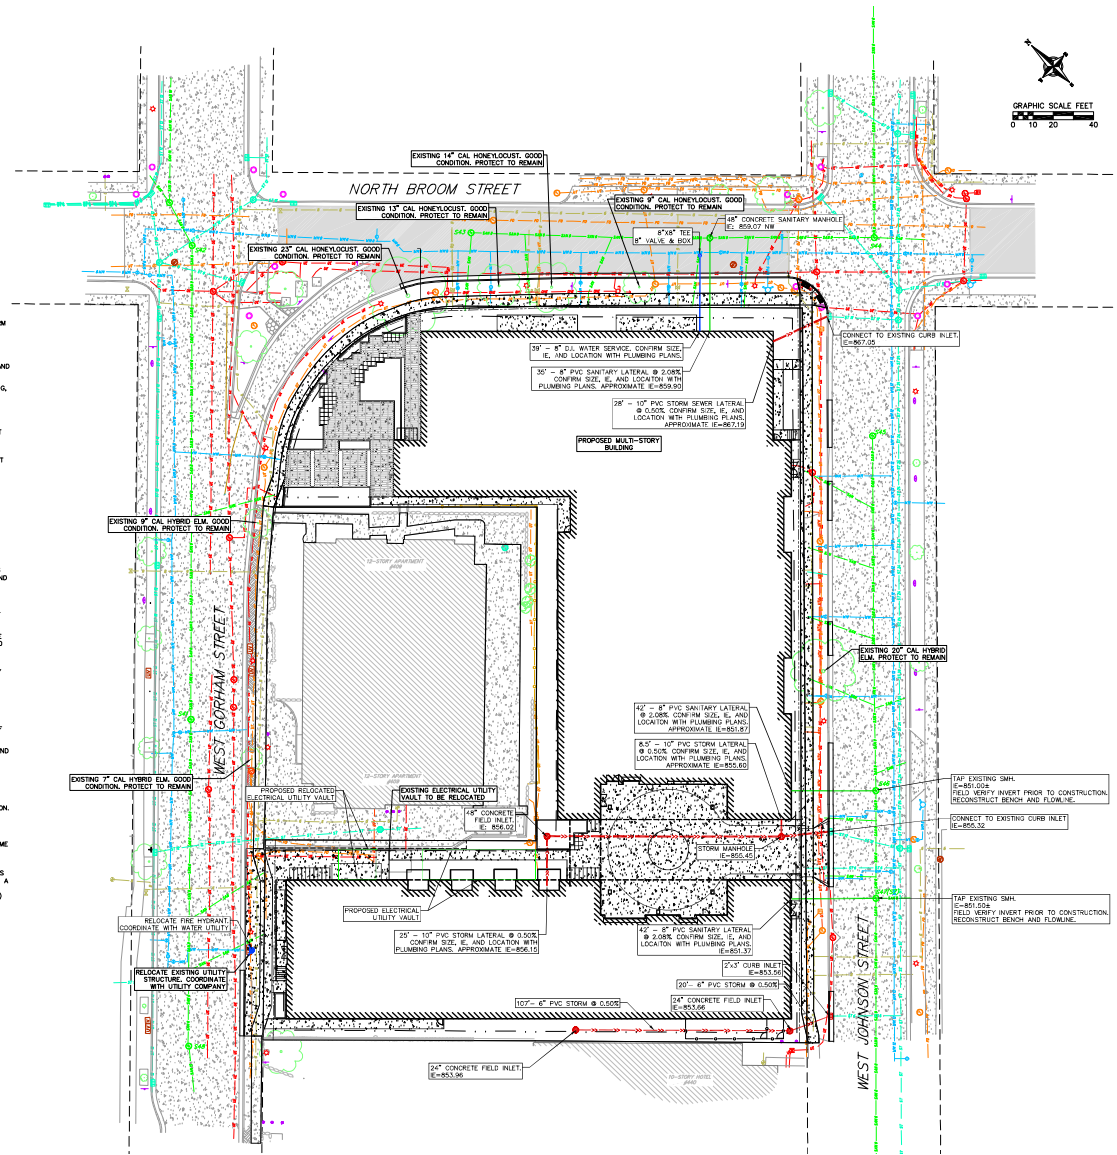 GRAPHIC SCALE FEET
0 10 20 40
EXISTING 14" CAL HONEYLOCUST. GOOD
CONDITION. PROTECT TO REMAIN
NORTH BROOM STREET
EXISTING 13" CAL HONEYLOCUST. GOOD
CONDITION. PROTECT TO REMAIN
EXISTING 9" CAL HONEYLOCUST. GOOD
CONDITION. PROTECT TO REMAIN
48" CONCRETE SANITARY MANHOLE
IE: 859.07 NW
8"X8" TEE
8" VALVE & BOX
EXISTING 23" CAL HONEYLOCUST. GOOD
CONDITION. PROTECT TO REMAIN
CONNECT TO EXISTING CURB INLET.
IE=867.05
39' - 8" D.I. WATER SERVICE. CONFIRM SIZE,
IE, AND LOCATION WITH PLUMBING PLANS.
35' - 8" PVC SANITARY LATERAL @ 2.08%
CONFIRM SIZE, IE, AND LOCAITON WITH
PLUMBING PLANS. APPROXIMATE IE=859.90
28' - 10" PVC STORM SEWER LATERAL
@ 0.50%. CONFIRM SIZE, IE, AND
LOCATION WITH PLUMBING PLANS.
APPROXIMATE IE=867.19
PROPOSED MULTI-STORY
BUILDING
EXISTING 9" CAL HYBRID ELM. GOOD
CONDITION. PROTECT TO REMAIN
12-STORY APARTMENT
WEST GORHAM STREET
EXISTING 20" CAL HYBRID
ELM. PROTECT TO REMAIN
42' - 8" PVC SANITARY LATERAL
@ 2.08%. CONFIRM SIZE, IE, AND
LOCAITON WITH PLUMBING PLANS.
APPROXIMATE IE=851.87
8.5' - 10" PVC STORM LATERAL
@ 0.50%. CONFIRM SIZE, IE, AND
LOCATION WITH PLUMBING PLANS.
APPROXIMATE IE=855.60
EXISTING 7" CAL HYBRID ELM. GOOD
CONDITION. PROTECT TO REMAIN
12-STORY APARTMENT
PROPOSED RELOCATED
ELECTRICAL UTILITY VAULT
EXISTING ELECTRICAL UTILITY
VAULT TO BE RELOCATED
48" CONCRETE
FIELD INLET.
IE: 856.02
TAP EXISTING SMH.
IE=851.00±
FIELD VERIFY INVERT PRIOR TO CONSTRUCTION.
RECONSTRUCT BENCH AND FLOWLINE.
CONNECT TO EXISTING CURB INLET
IE=855.32
STORM MANHOLE
IE=855.45
TAP EXISTING SMH.
IE=851.50±
FIELD VERIFY INVERT PRIOR TO CONSTRUCTION.
RECONSTRUCT BENCH AND FLOWLINE.
PROPOSED ELECTRICAL
UTILITY VAULT
RELOCATE FIRE HYDRANT.
COORDINATE WITH WATER UTILITY
25' - 10" PVC STORM LATERAL @ 0.50%
CONFIRM SIZE, IE, AND LOCATION WITH
PLUMBING PLANS. APPROXIMATE IE=856.15
42' - 8" PVC SANITARY LATERAL
@ 2.08% CONFIRM SIZE, IE, AND
LOCAITON WITH PLUMBING PLANS.
IE=851.37
2'x3' CURB INLET
IE=853.56
RELOCATE EXISTING UTILITY
STRUCTURE. COORDINATE
WITH UTILITY COMPANY
20'- 6" PVC STORM @ 0.50%
107'- 6" PVC STORM @ 0.50%
24" CONCRETE FIELD INLET
IE=853.66
WEST JOHNSON STREET
24" CONCRETE FIELD INLET.
IE=853.96
10-STORY HOTEL